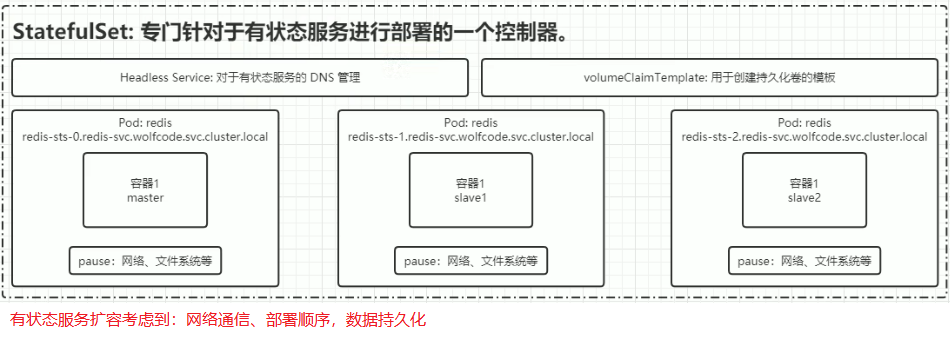 StatefulSet: 专门针对于有状态服务进行部署的一个控制器。
Headless Service: 对于有状态服务的 DNS 管理
volumeClaimTemplate: 用于创建持久化卷的模板
Pod: redis
redis-sts-0.redis-svc.wolfcode.svc.cluster.local
容器1
master
pause：网络、文件系统等
Pod: redis
redis-sts-1.redis-svc.wolfcode.svc.cluster.local
容器1
slave1
pause：网络、文件系统等
Pod: redis
redis-sts-2.redis-svc.wolfcode.svc.cluster.local
容器1
slave2
pause：网络、文件系统等
有状态服务扩容考虑到：网络通信、部署顺序，数据持久化